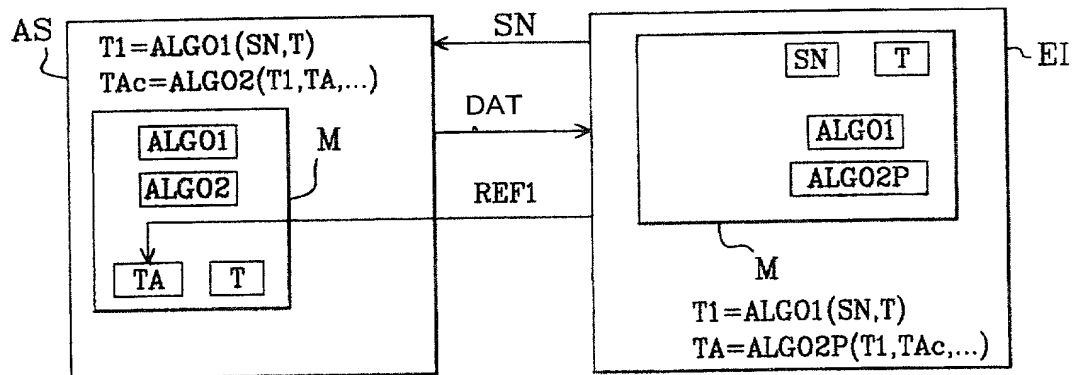 AS
T1=ALGO1(SN,T)
TAc=ALGO2(T1,TA,...)
ALGO1
ALGO2
M
TA
T
SN
DAT
REF1
EI
SN
T
ALGO1
ALGO2P
M
T1=ALGO1(SN,T)
TA=ALGO2P(T1,TAc,...)